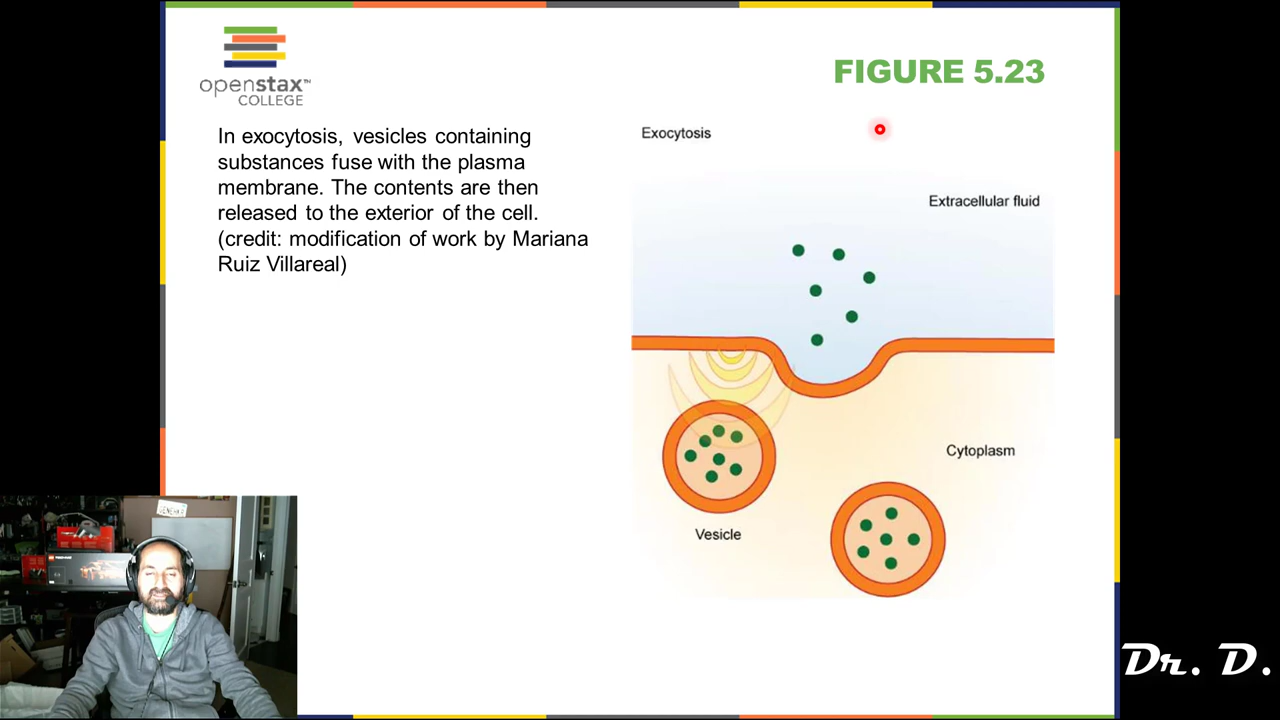 openstax™
COLLEGE
FIGURE 5.23
In exocytosis, vesicles containing
substances fuse with the plasma
membrane. The contents are then
released to the exterior of the cell.
(credit: modification of work by Mariana
Ruiz Villareal)
Exocytosis
Extracellular fluid
Cytoplasm
Vesicle
Dr. D.